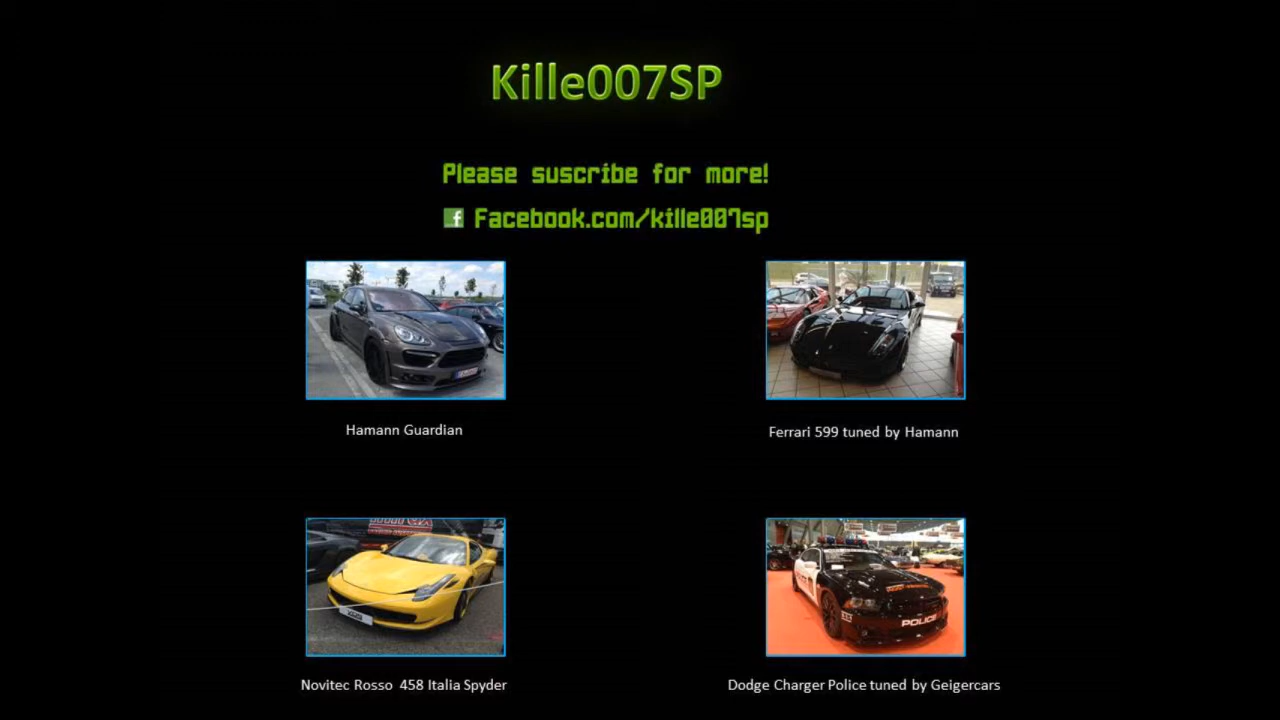 Kille007SP
Please suscribe for more!
f Facebook.com/kille007sp
Hamann Guardian
Ferrari 599 tuned by Hamann
POLICE
Novitec Rosso 458 Italia Spyder
Dodge Charger Police tuned by Geigercars